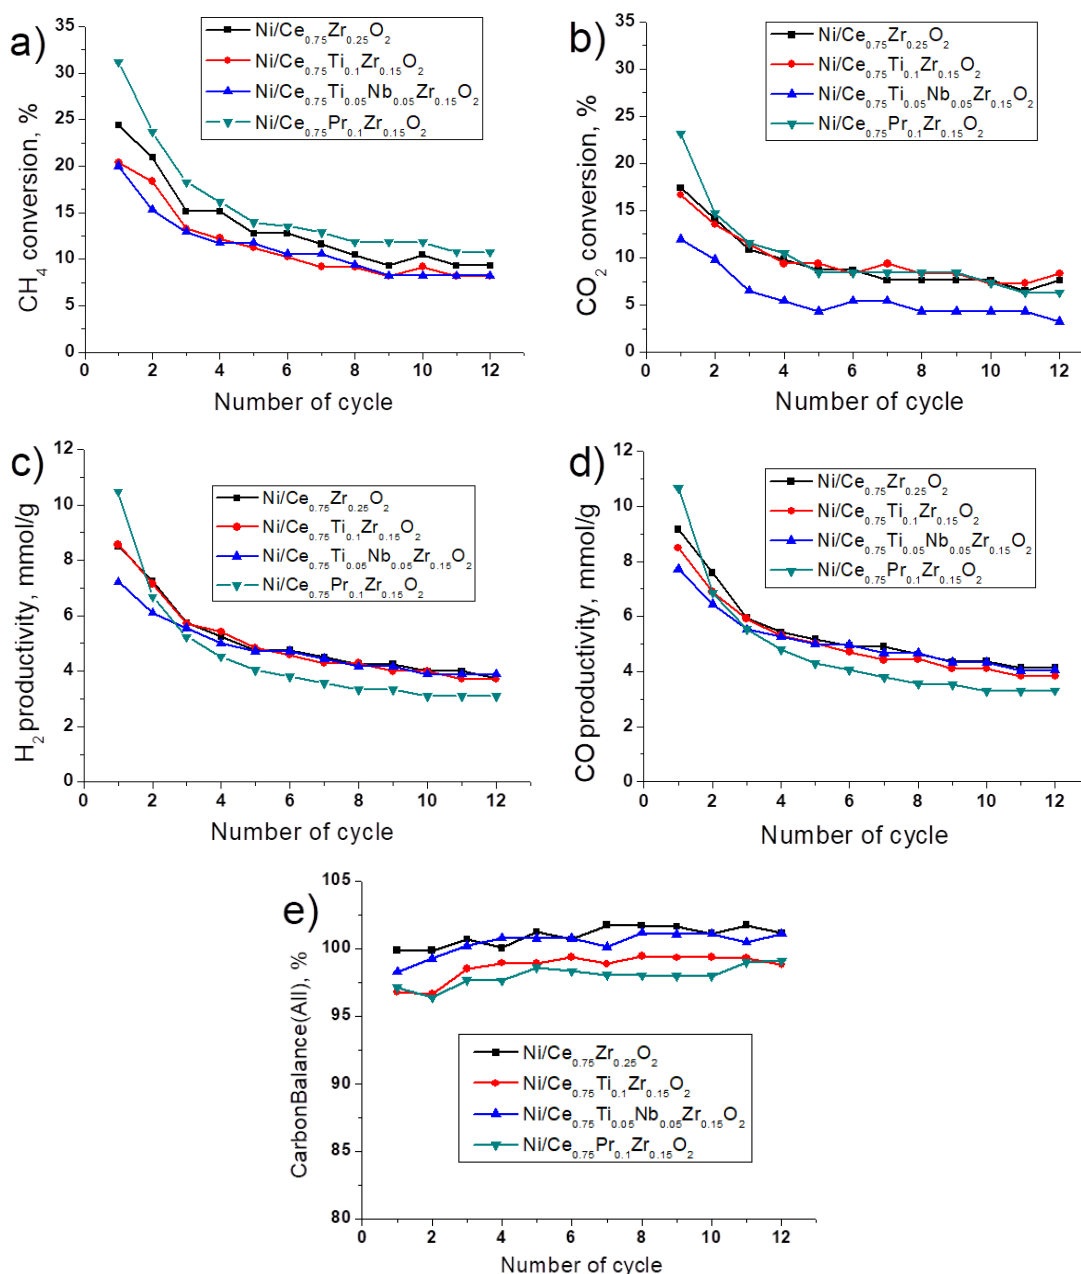 a)
Ni/Ce0.75Zr0.25O2
Ni/Ce0.75Ti0.1Zr0.15O2
Ni/Ce0.75Ti0.05Nb0.05Zr0.15O2
Ni/Ce0.75Pr0.1Zr0.15O2
CH4 conversion, %
35
30
25
20
15
10
5
0
0 2 4 6 8 10 12
Number of cycle
b)
Ni/Ce0.75Zr0.25O2
Ni/Ce0.75Ti0.1Zr0.15O2
Ni/Ce0.75Ti0.05Nb0.05Zr0.15O2
Ni/Ce0.75Pr0.1Zr0.15O2
CO2 conversion, %
35
30
25
20
15
10
5
0
0 2 4 6 8 10 12
Number of cycle
c)
Ni/Ce0.75Zr0.25O2
Ni/Ce0.75Ti0.1Zr0.15O2
Ni/Ce0.75Ti0.05Nb0.05Zr0.15O2
Ni/Ce0.75Pr0.1Zr0.15O2
H2 productivity, mmol/g
12
10
8
6
4
2
0
0 2 4 6 8 10 12
Number of cycle
d)
Ni/Ce0.75Zr0.25O2
Ni/Ce0.75Ti0.1Zr0.15O2
Ni/Ce0.75Ti0.05Nb0.05Zr0.15O2
Ni/Ce0.75Pr0.1Zr0.15O2
CO productivity, mmol/g
12
10
8
6
4
2
0
0 2 4 6 8 10 12
Number of cycle
e)
CarbonBalance(All), %
105
100
95
90
85
80
Ni/Ce0.75Zr0.25O2
Ni/Ce0.75Ti0.1Zr0.15O2
Ni/Ce0.75Ti0.05Nb0.05Zr0.15O2
Ni/Ce0.75Pr0.1Zr0.15O2
0 2 4 6 8 10 12
Number of cycle